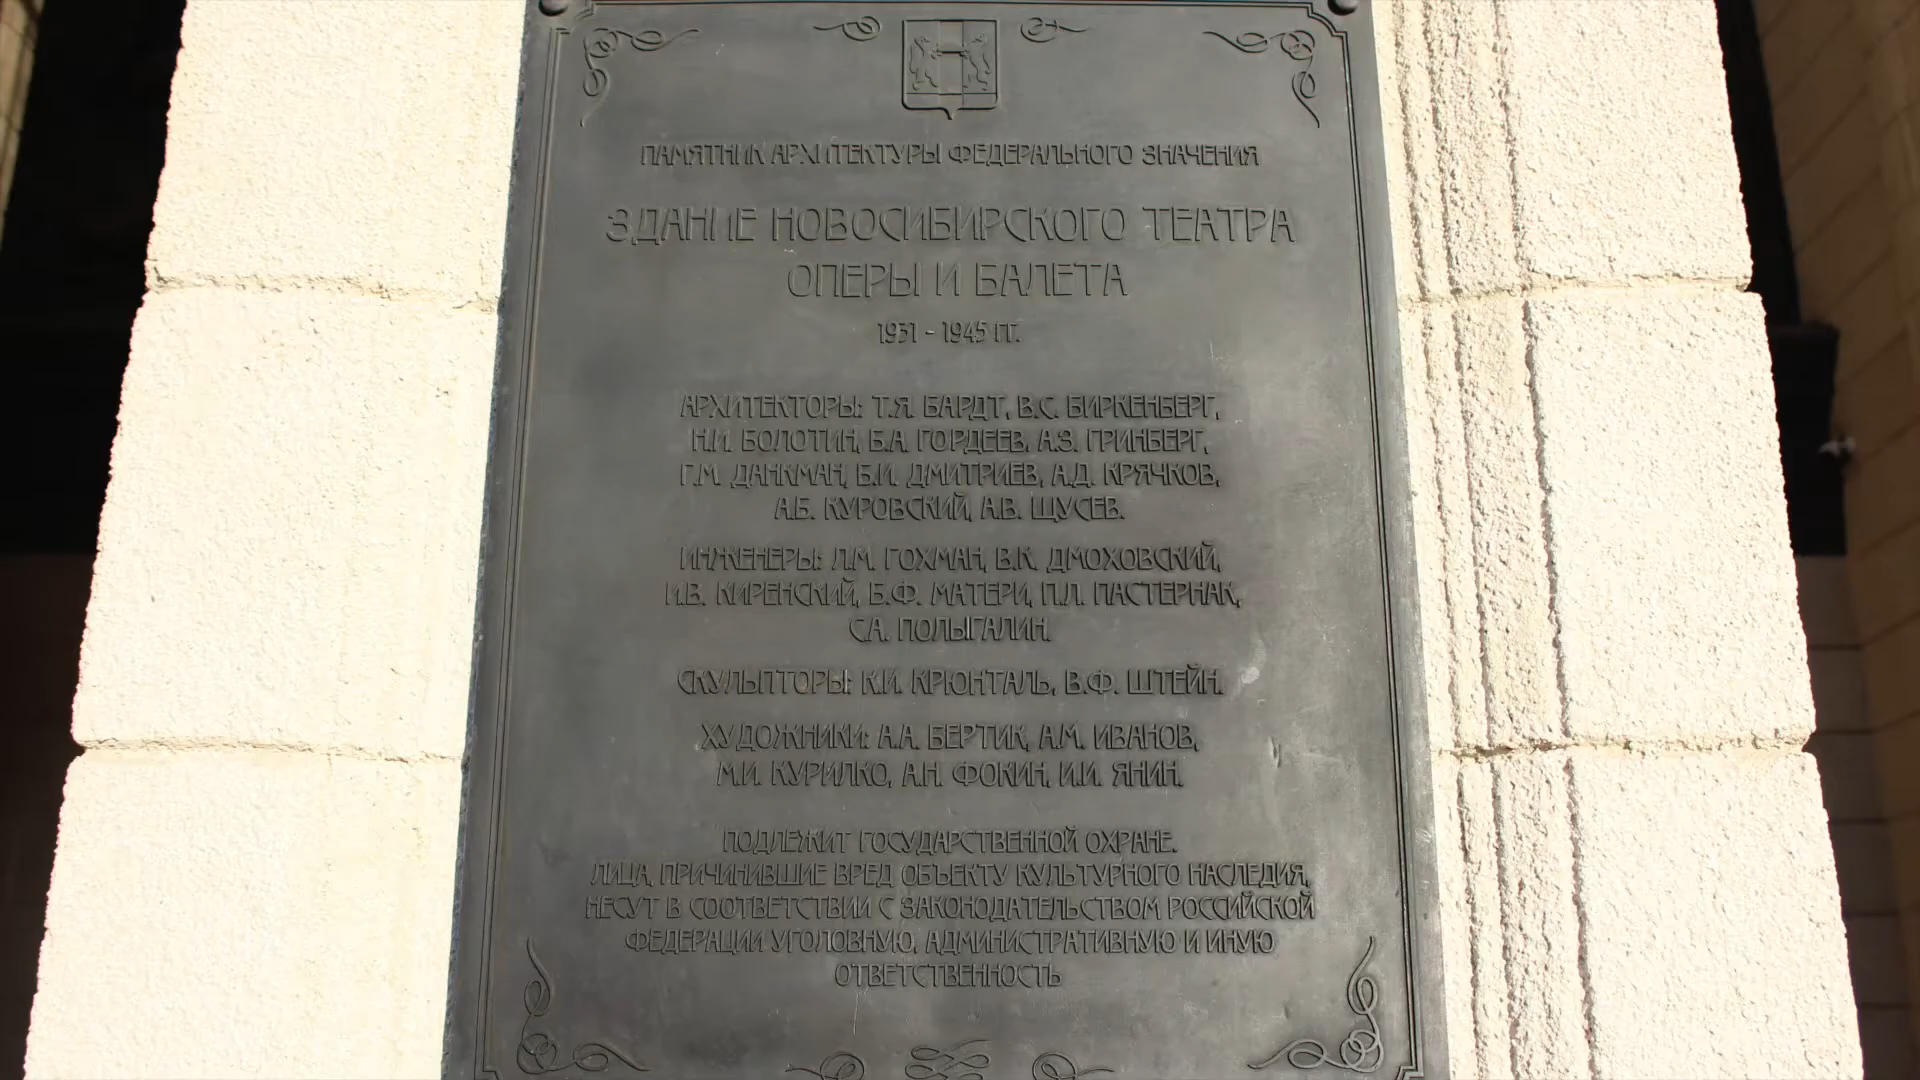 ПАМЯТНИК АРХИТЕКТУРЫ ФЕДЕРАЛЬНОГО ЗНАЧЕНИЯ
ЗДАНИЕ НОВОСИБИРСКОГО ТЕАТРА
ОПЕРЫ И БАЛЕТА
1931 - 1945 ГГ.
АРХИТЕКТОРЫ: Т.Я. БАРДТ, В.С. БИРКЕНБЕРГ,
Н.И. БОЛОТИН, Б.А. ГОРДЕЕВ, А.З. ГРИНБЕРГ,
Г.М. ДАНКМАН, Б.И. ДМИТРИЕВ, А.Д. КРЯЧКОВ,
А.Б. КУРОВСКИЙ, А.В. ЩУСЕВ.
ИНЖЕНЕРЫ: Л.М. ГОХМАН, В.К. ДМОХОВСКИЙ,
И.В. КИРЕНСКИЙ, Б.Ф. МАТЕРИ, П.Л. ПАСТЕРНАК,
С.А. ПОЛЫГАЛИН.
СКУЛЬПТОРЫ: К.И. КРЮНТАЛЬ, В.Ф. ШТЕЙН.
ХУДОЖНИКИ: А.А. БЕРТИК, А.М. ИВАНОВ,
М.И. КУРИЛКО, А.Н. ФОКИН, И.И. ЯНИН.
ПОДЛЕЖИТ ГОСУДАРСТВЕННОЙ ОХРАНЕ.
ЛИЦА, ПРИЧИНИВШИЕ ВРЕД ОБЪЕКТУ КУЛЬТУРНОГО НАСЛЕДИЯ,
НЕСУТ В СООТВЕТСТВИИ С ЗАКОНОДАТЕЛЬСТВОМ РОССИЙСКОЙ
ФЕДЕРАЦИИ УГОЛОВНУЮ, АДМИНИСТРАТИВНУЮ И ИНУЮ
ОТВЕТСТВЕННОСТЬ